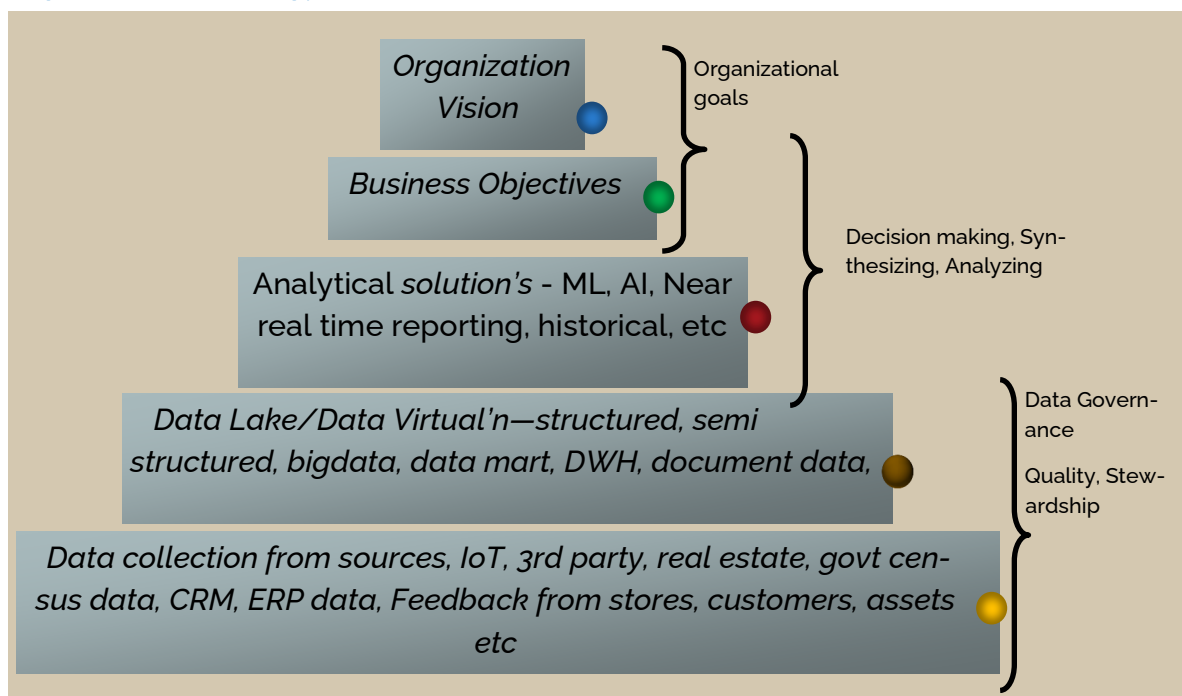 Organization
Vision
Organizational
goals
Business Objectives
Decision making, Syn-
thesizing, Analyzing
Analytical solution’s - ML, AI, Near
real time reporting, historical, etc
Data Lake/Data Virtual’n—structured, semi
structured, bigdata, data mart, DWH, document data,
Data Govern-
ance
Quality, Stew-
ardship
Data collection from sources, IoT, 3rd party, real estate, govt cen-
sus data, CRM, ERP data, Feedback from stores, customers, assets
etc